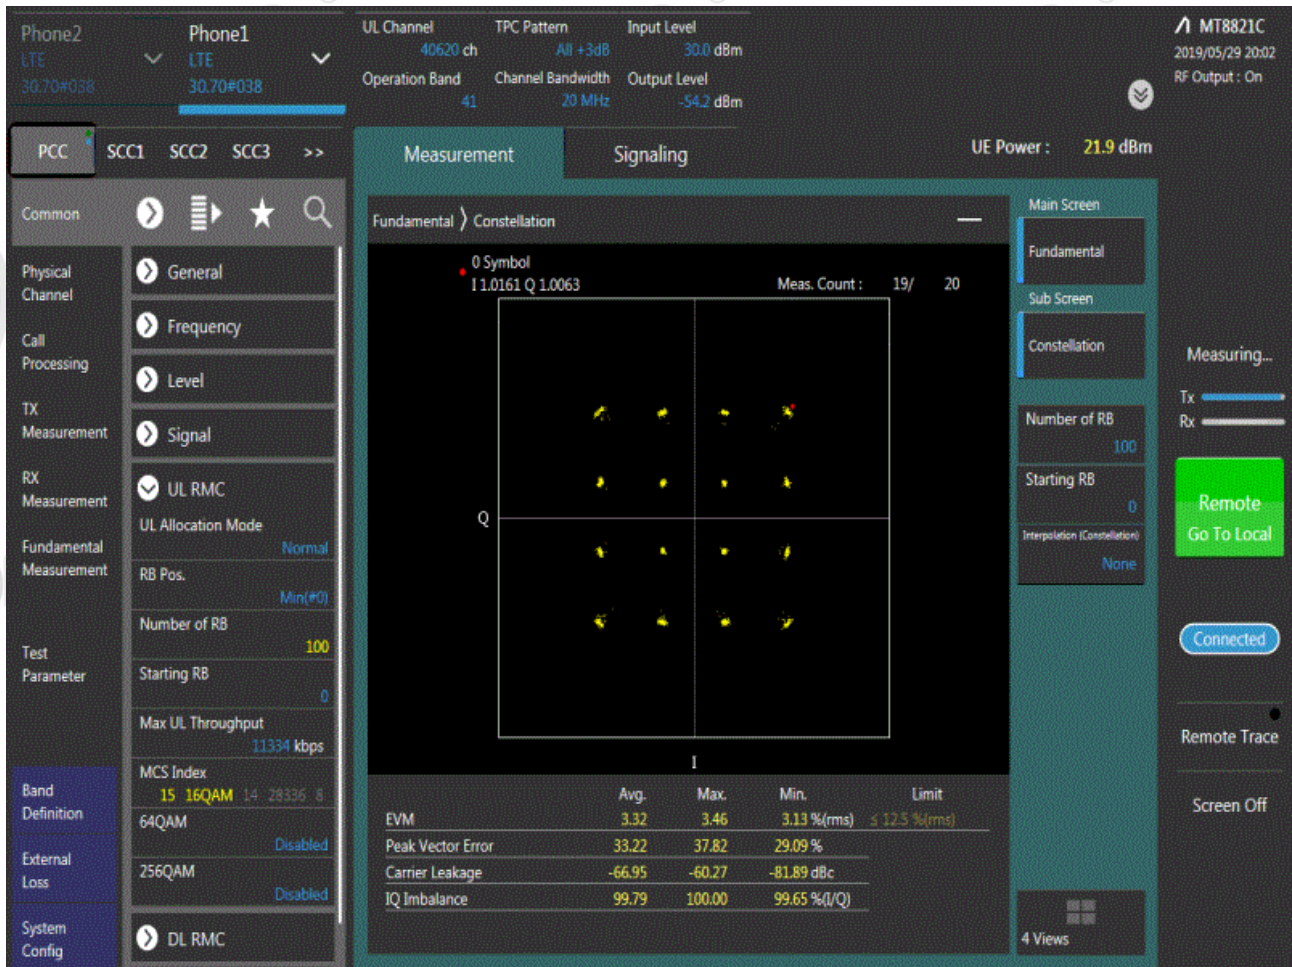 Phone2
LTE
30.70#038
Phone1
LTE
30.70#038
UL Channel
40620 ch
TPC Pattern
All +3dB
Input Level
30.0 dBm
Operation Band
41
Channel Bandwidth
20 MHz
Output Level
-54.2 dBm
MT8821C
2019/05/29 20:02
RF Output : On
PCC SCC1 SCC2 SCC3 >>
Measurement
Signaling
UE Power : 21.9 dBm
Common
Physical
Channel
Call
Processing
TX
Measurement
RX
Measurement
Fundamental
Measurement
Test
Parameter
Band
Definition
External
Loss
System
Config
General
Frequency
Level
Signal
UL RMC
UL Allocation Mode
Normal
RB Pos.
Min(#0)
Number of RB
100
Starting RB
0
Max UL Throughput
11334 kbps
MCS Index
15 16QAM 14 28336 8
64QAM
Disabled
256QAM
Disabled
DL RMC
Fundamental 〉Constellation
0 Symbol
I 1.0161 Q 1.0063
Meas. Count : 19/ 20
Q
I
Avg. Max. Min. Limit
EVM 3.32 3.46 3.13 %(rms) ≤ 12.5 %(rms)
Peak Vector Error 33.22 37.82 29.09 %
Carrier Leakage -66.95 -60.27 -81.89 dBc
IQ Imbalance 99.79 100.00 99.65 %(I/Q)
Main Screen
Fundamental
Sub Screen
Constellation
Number of RB
100
Starting RB
0
Interpolation (Constellation)
None
4 Views
Measuring...
Tx
Rx
Remote
Go To Local
Connected
Remote Trace
Screen Off